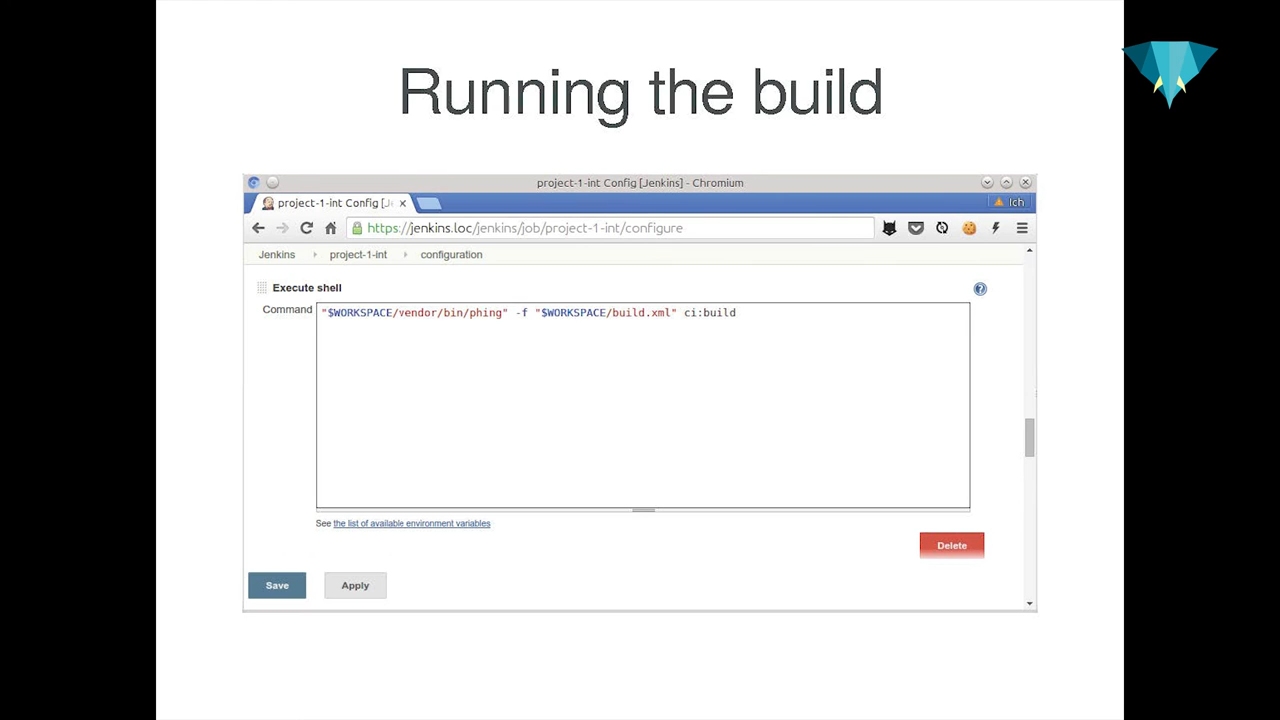 Running the build
project-1-int Config [Jenkins] - Chromium
project-1-int Config [J
Ich
https://jenkins.loc/jenkins/job/project-1-int/configure
Jenkins project-1-int configuration
Execute shell
Command "$WORKSPACE/vendor/bin/phing" -f "$WORKSPACE/build.xml" ci:build
See the list of available environment variables
Delete
Save Apply